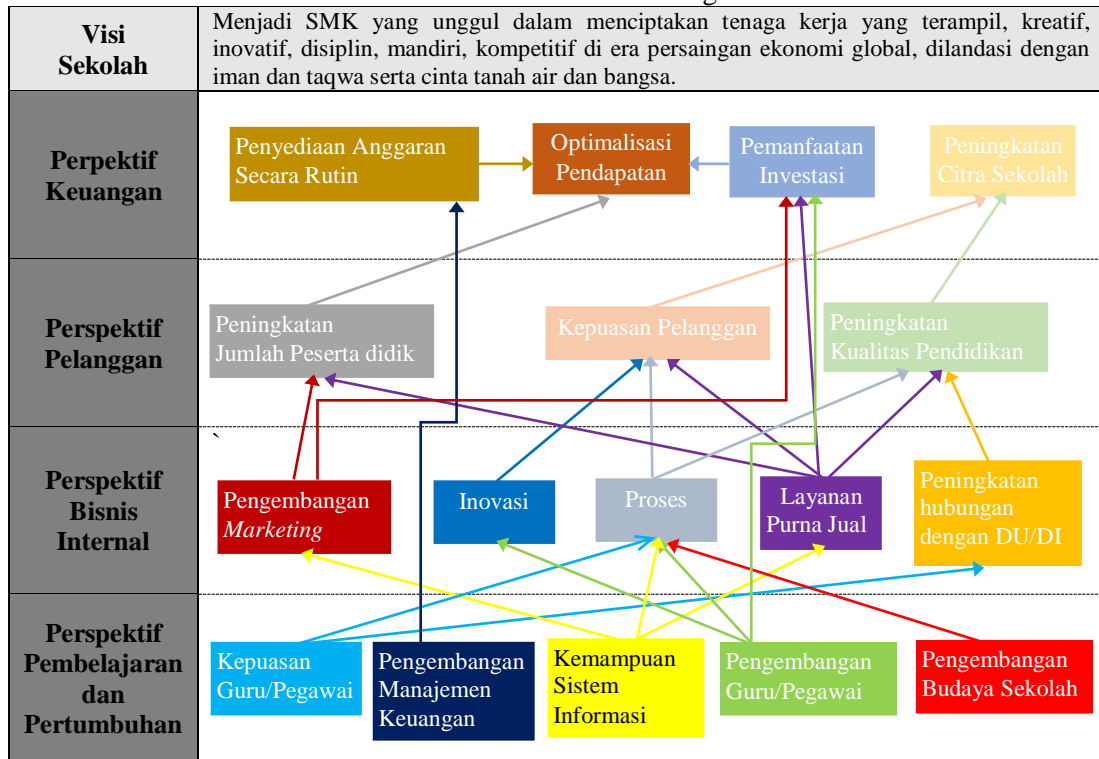 Visi
Sekolah
Menjadi SMK yang unggul dalam menciptakan tenaga kerja yang terampil, kreatif,
inovatif, disiplin, mandiri, kompetitif di era persaingan ekonomi global, dilandasi dengan
iman dan taqwa serta cinta tanah air dan bangsa.
Perpektif
Keuangan
Penyediaan Anggaran
Secara Rutin
Optimalisasi
Pendapatan
Pemanfaatan
Investasi
Peningkatan
Citra Sekolah
Perspektif
Pelanggan
Peningkatan
Jumlah Peserta didik
Kepuasan Pelanggan
Peningkatan
Kualitas Pendidikan
Perspektif
Bisnis
Internal
`
Pengembangan
Marketing
Inovasi
Proses
Layanan
Purna Jual
Peningkatan
hubungan
dengan DU/DI
Perspektif
Pembelajaran
dan
Pertumbuhan
Kepuasan
Guru/Pegawai
Pengembangan
Manajemen
Keuangan
Kemampuan
Sistem
Informasi
Pengembangan
Guru/Pegawai
Pengembangan
Budaya Sekolah